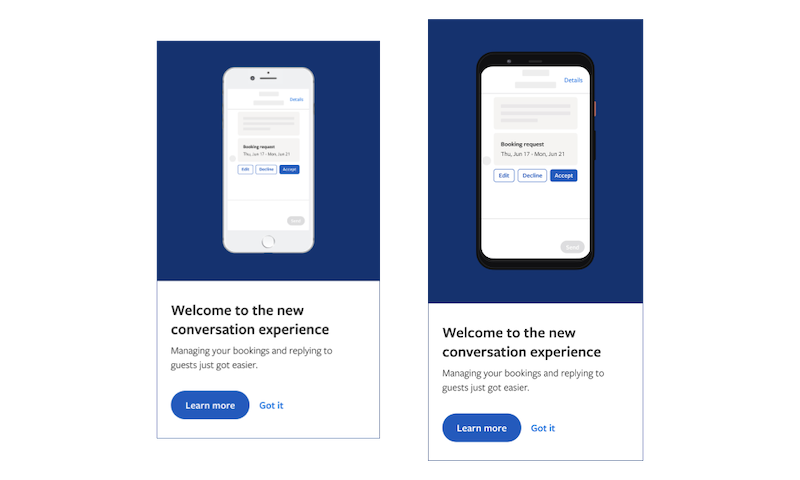 Details
Booking request
Thu, Jun 17 - Mon, Jun 21
Edit Decline Accept
Send
Welcome to the new
conversation experience
Managing your bookings and replying to
guests just got easier.
Learn more Got it
Details
Booking request
Thu, Jun 17 - Mon, Jun 21
Edit Decline Accept
Send
Welcome to the new
conversation experience
Managing your bookings and replying to
guests just got easier.
Learn more Got it